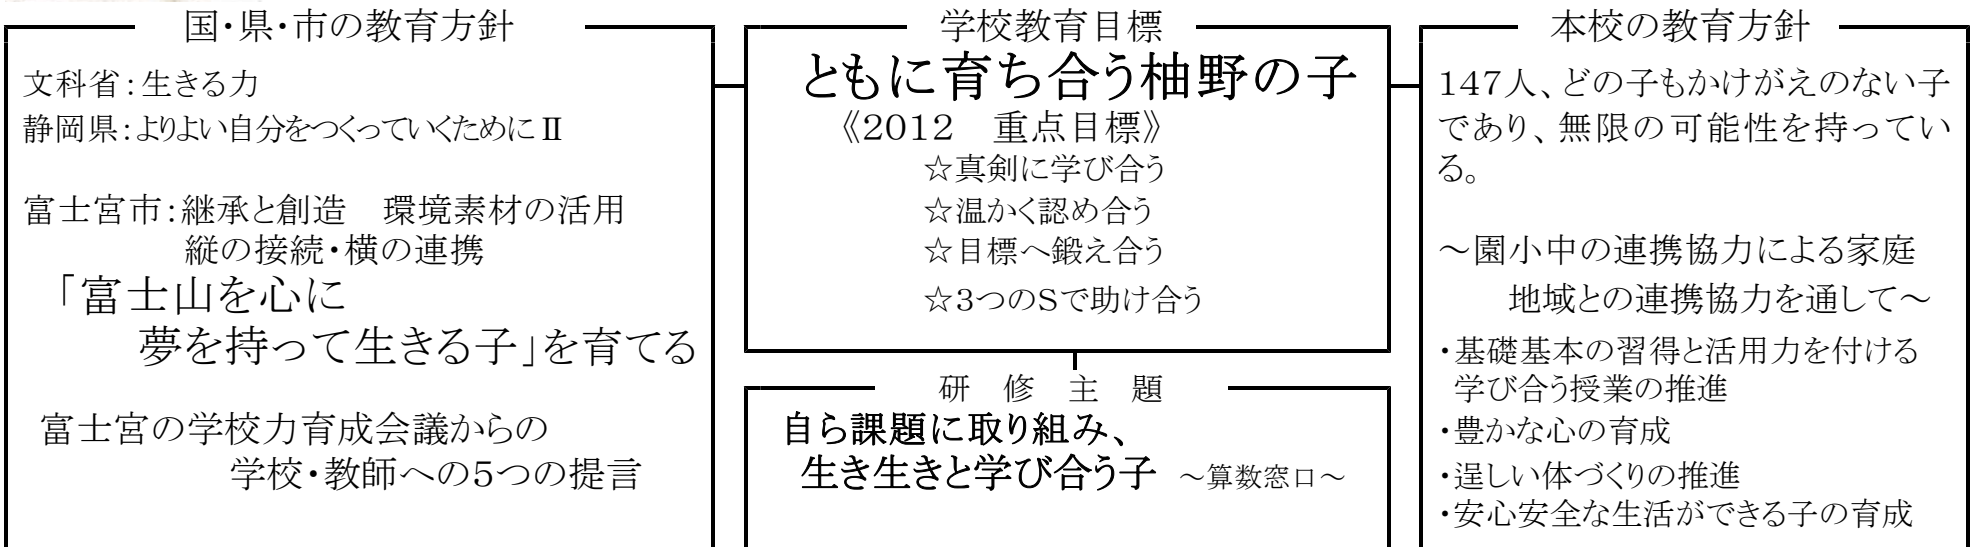 国・県・市の教育方針
文科省：生きる力
静岡県：よりよい自分をつくっていくためにⅡ
富士宮市：継承と創造　環境素材の活用
縦の接続・横の連携
「富士山を心に
夢を持って生きる子」を育てる
富士宮の学校力育成会議からの
学校・教師への5つの提言
学校教育目標
ともに育ち合う柚野の子
《2012　重点目標》
☆真剣に学び合う
☆温かく認め合う
☆目標へ鍛え合う
☆3つのSで助け合う
研　修　主　題
自ら課題に取り組み、
生き生きと学び合う子　～算数窓口～
本校の教育方針
147人、どの子もかけがえのない子
であり、無限の可能性を持ってい
る。
～園小中の連携協力による家庭
地域との連携協力を通して～
・基礎基本の習得と活用力を付ける
学び合う授業の推進
・豊かな心の育成
・逞しい体づくりの推進
・安心安全な生活ができる子の育成